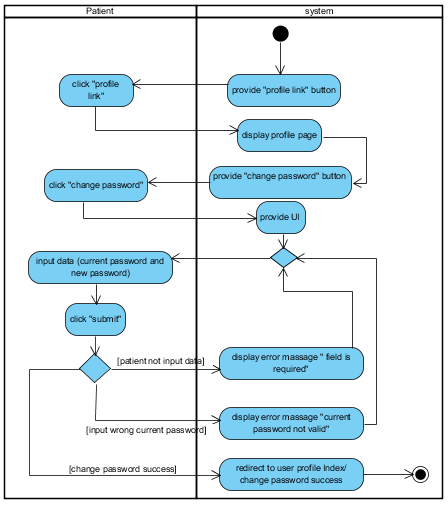 Patient
system
click "profile
link"
provide "profile link" button
display profile page
click "change password"
provide "change password" button
provide UI
input data (current password and
new password)
click "submit"
[patient not input data]
display error massage " field is
required"
[input wrong current password]
display error massage "current
password not valid"
[change password success]
redirect to user profile Index/
change password success